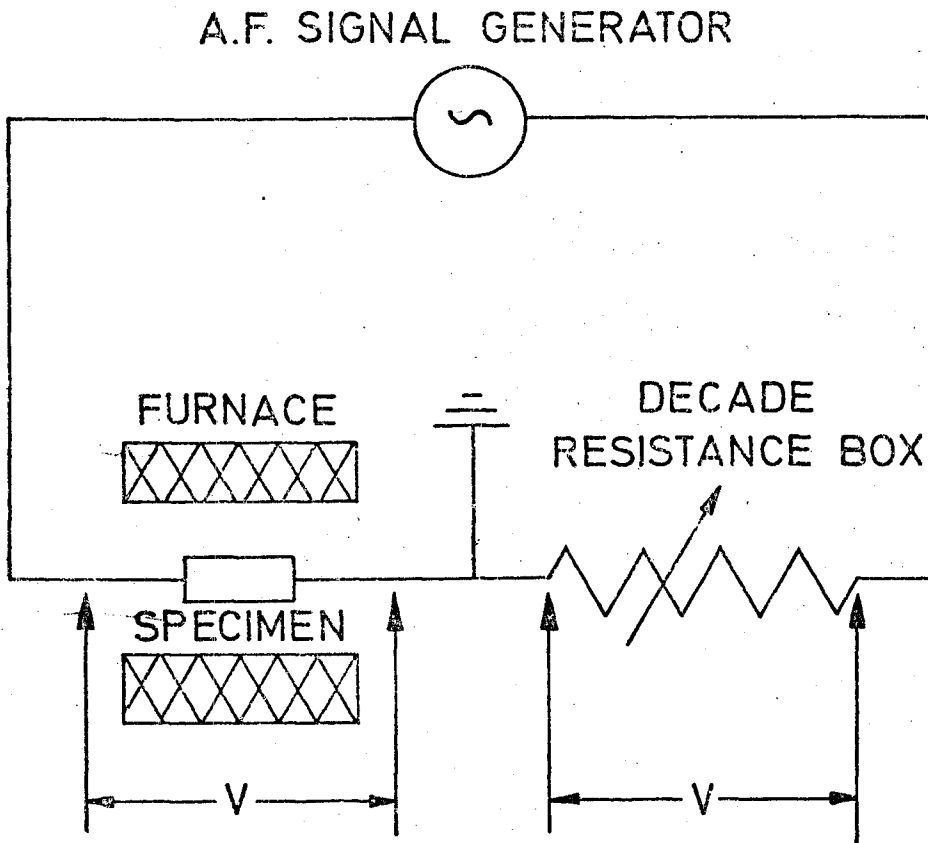 A.F. SIGNAL GENERATOR
FURNACE
DECADE
RESISTANCE BOX
SPECIMEN
V
V